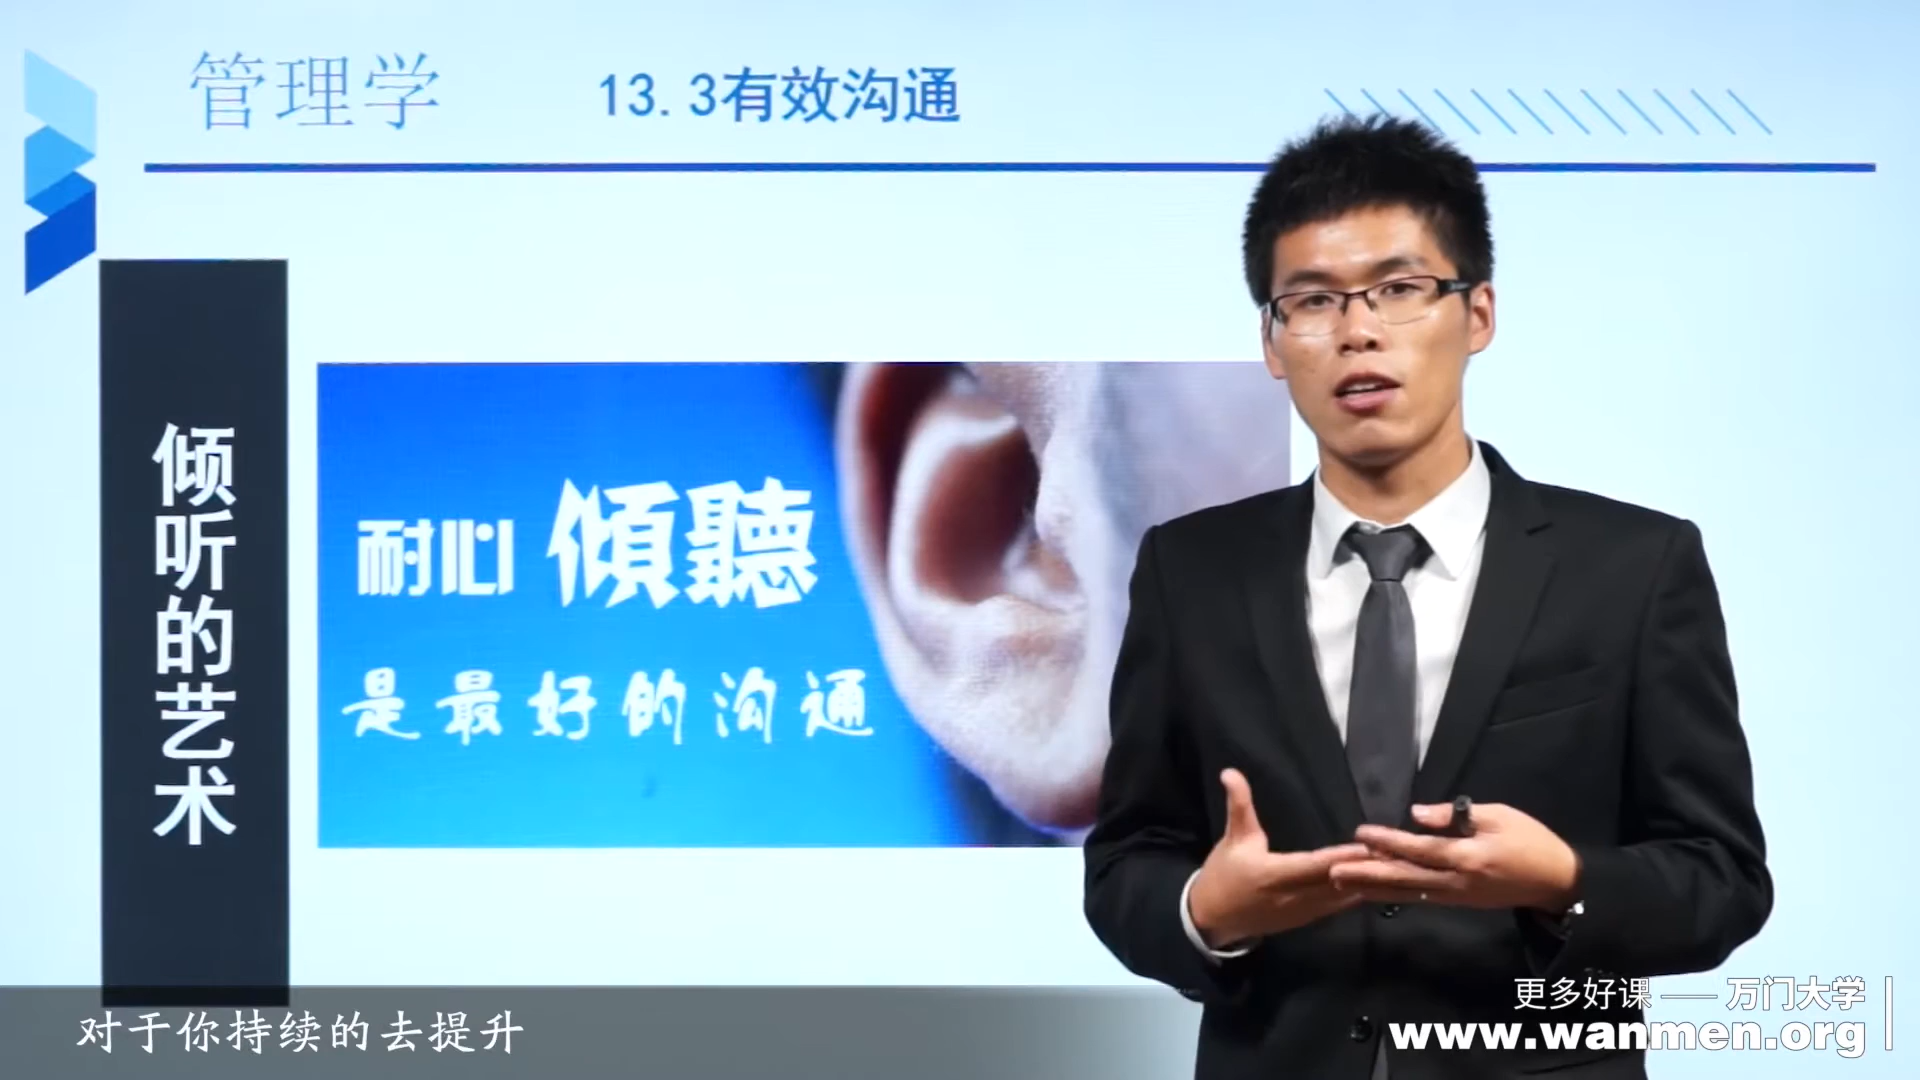 管理学
13.3有效沟通
倾听的艺术
耐心 傾聽
是最好的沟通
对于你持续的去提升
更多好课 —— 万门大学
www.wanmen.org